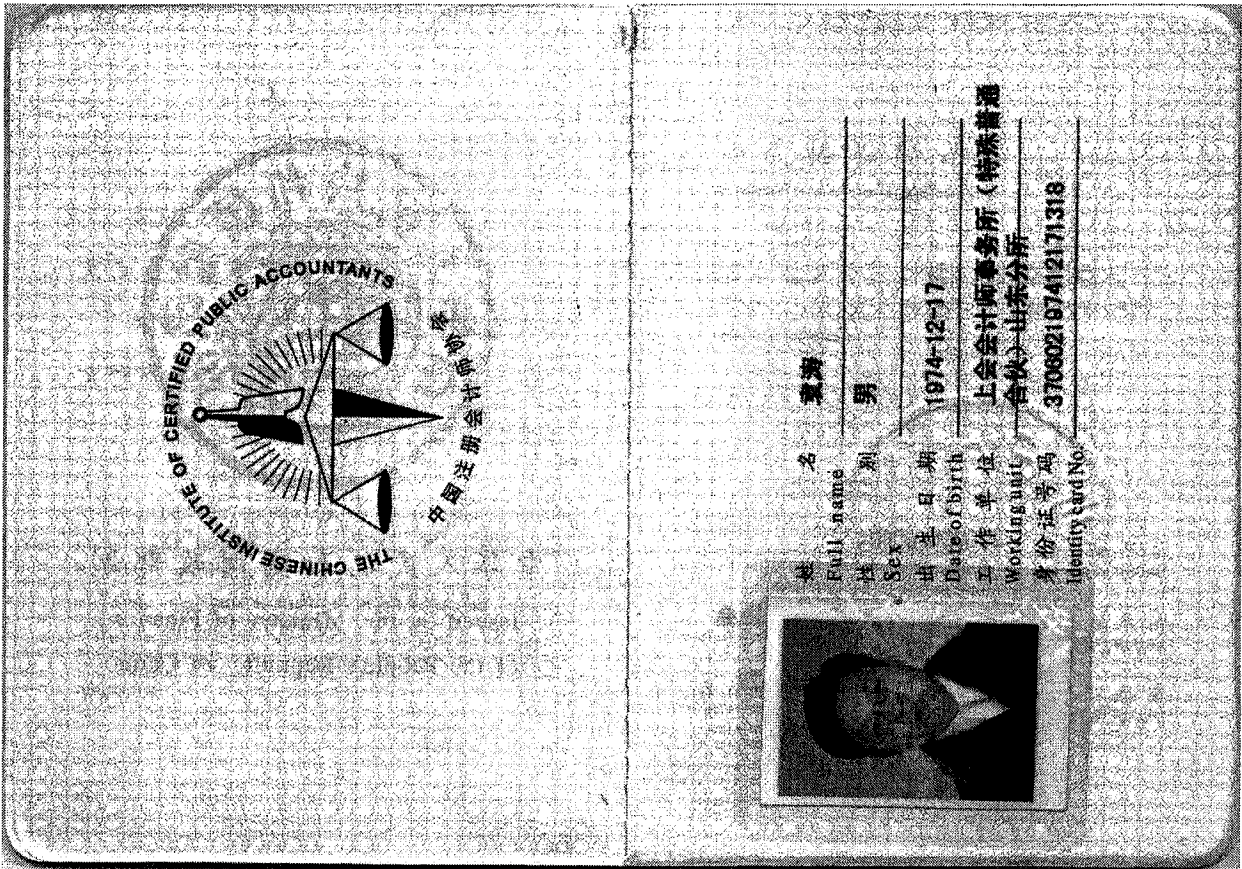 THE CHINESE INSTITUTE OF CERTIFIED PUBLIC ACCOUNTANTS
中国注册会计师协会
姓 名
Full name
性 别
男
Sex
出 生 日 期
1974-12-17
Date of birth
工 作 单 位
上会会计师事务所（特殊普通
Working unit
合伙）山东分所
身 份 证 号 码
370602197412171318
Identity card No.